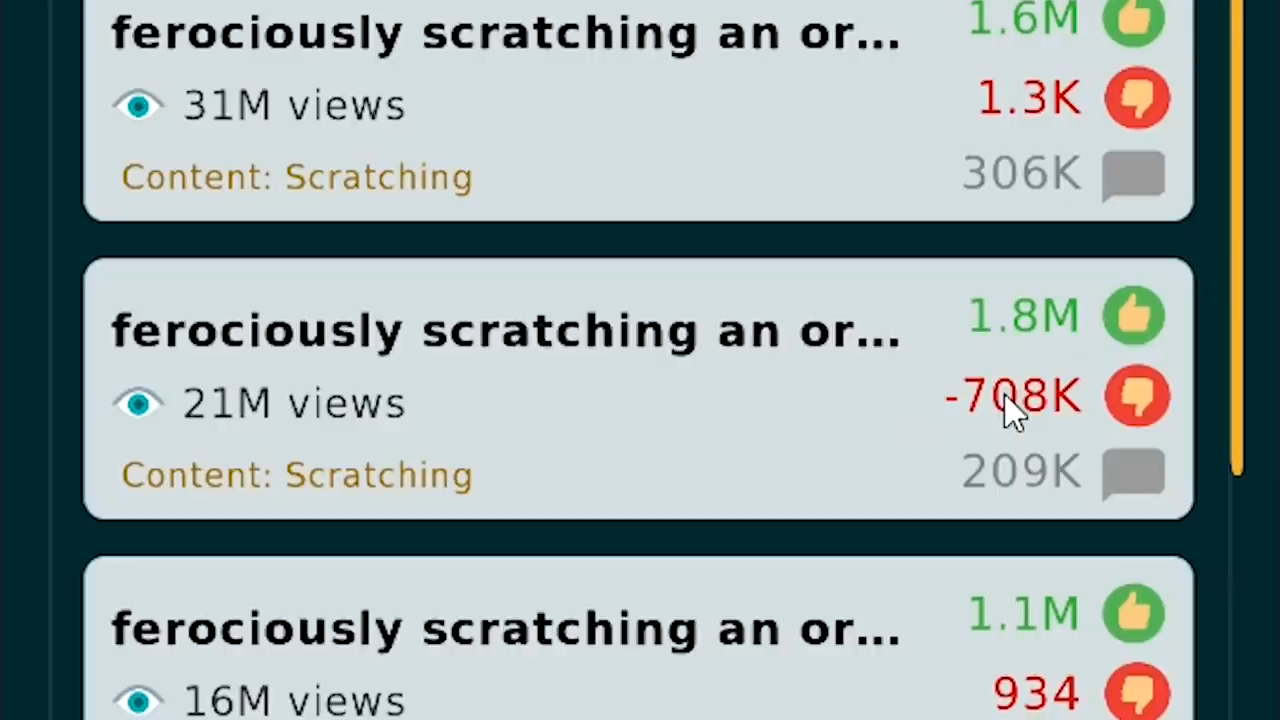 ferociously scratching an or... 1.6M
31M views 1.3K
Content: Scratching 306K
ferociously scratching an or... 1.8M
21M views -708K
Content: Scratching 209K
ferociously scratching an or... 1.1M
16M views 934